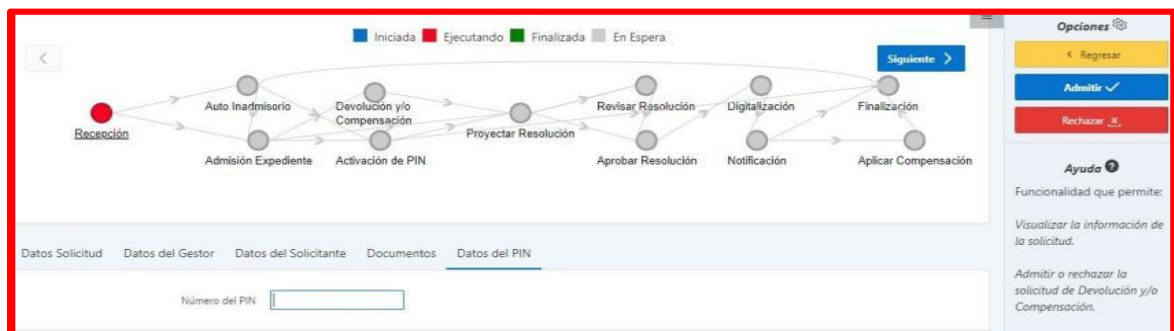 Iniciada Ejecutando Finalizada En Espera
Siguiente >
Auto Inadmisorio
Devolución y/o
Compensación
Revisar Resolución
Digitalización
Finalización
Recepción
Proyectar Resolución
Admisión Expediente
Activación de PIN
Aprobar Resolución
Notificación
Aplicar Compensación
Datos Solicitud Datos del Gestor Datos del Solicitante Documentos Datos del PIN
Número del PIN
Opciones
< Regresar
Admitir ✓
Rechazar x
Ayuda ?
Funcionalidad que permite:
Visualizar la información de
la solicitud.
Admitir o rechazar la
solicitud de Devolución y/o
Compensación.